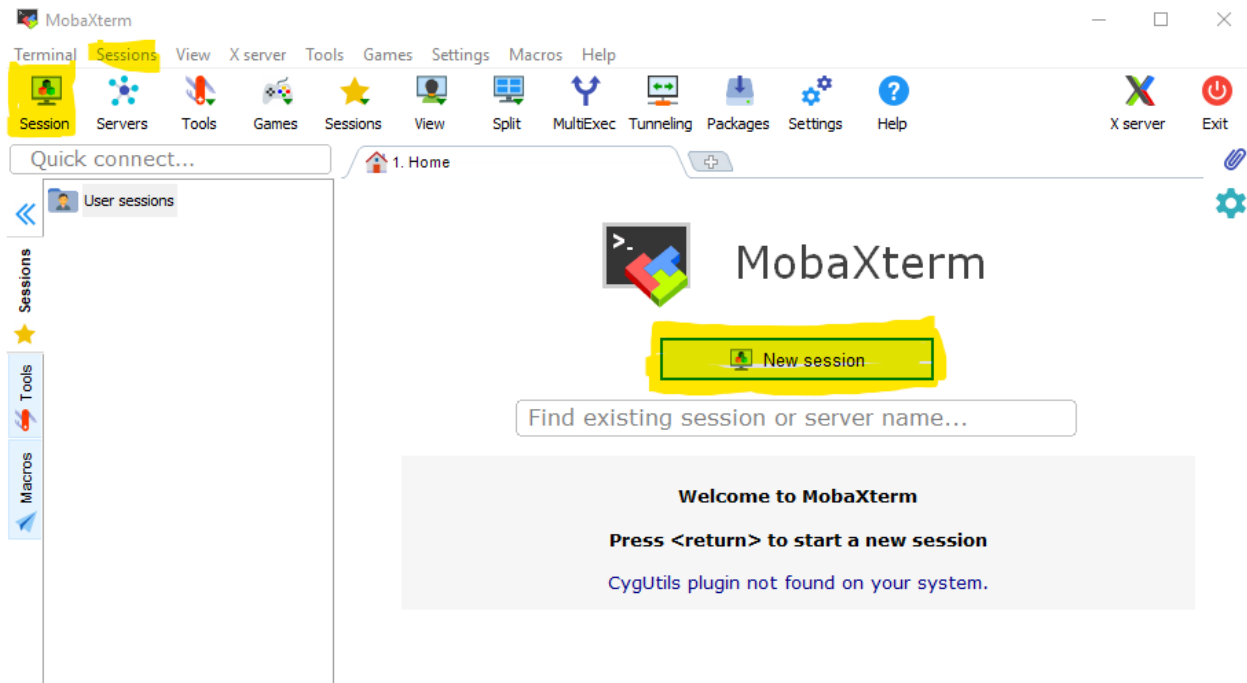 MobaXterm
Terminal Sessions View X server Tools Games Settings Macros Help
Session Servers Tools Games Sessions View Split MultiExec Tunneling Packages Settings Help X server Exit
Quick connect...
1. Home
User sessions
Sessions
Tools
Macros
>_
MobaXterm
New session
Find existing session or server name...
Welcome to MobaXterm
Press <return> to start a new session
CygUtils plugin not found on your system.